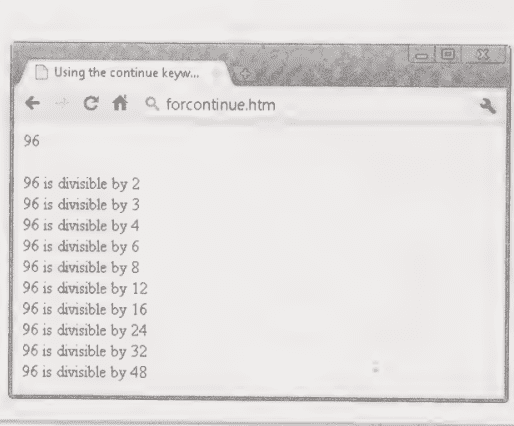 Using the continue keyw...
forcontinue.htm
96
96 is divisible by 2
96 is divisible by 3
96 is divisible by 4
96 is divisible by 6
96 is divisible by 8
96 is divisible by 12
96 is divisible by 16
96 is divisible by 24
96 is divisible by 32
96 is divisible by 48